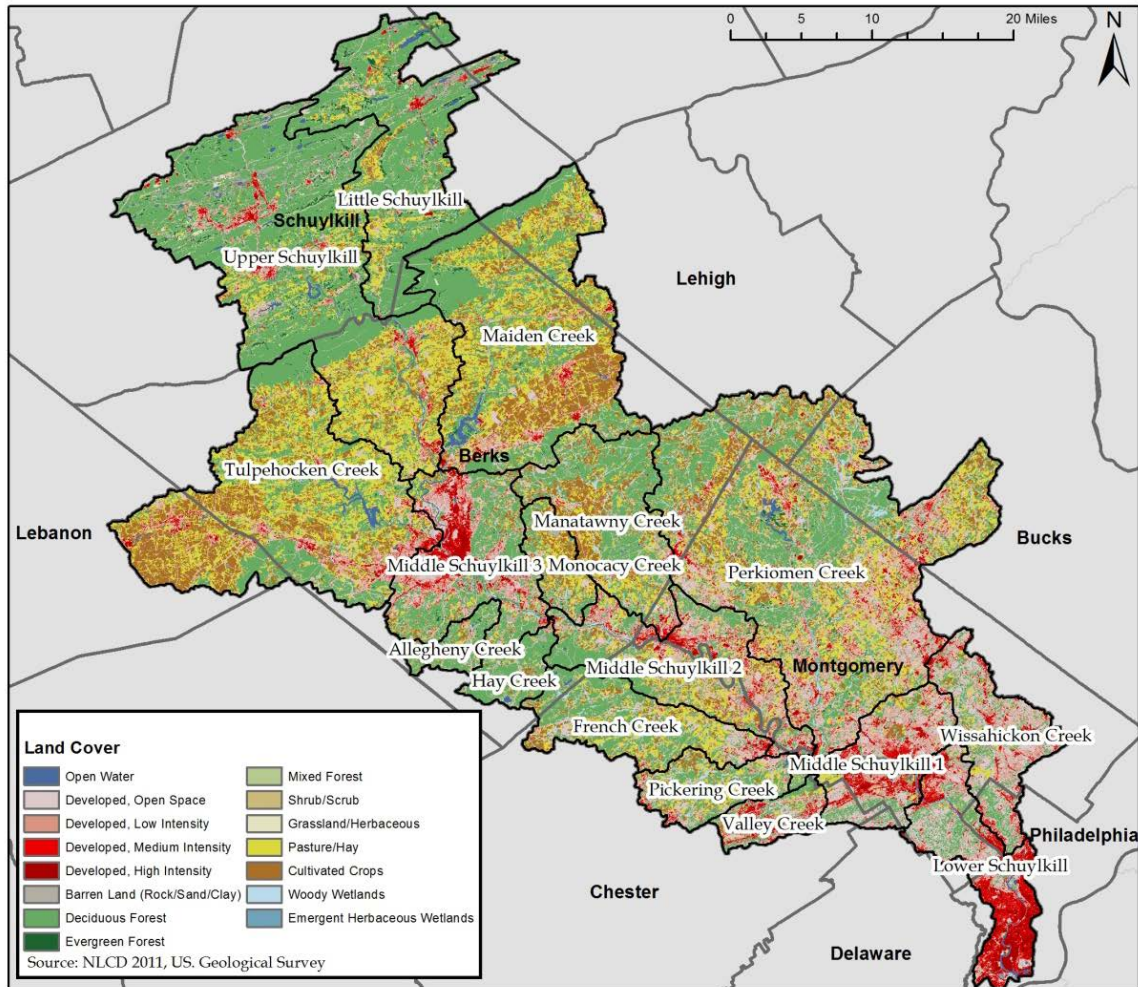 0 5 10 20 Miles
N
Little Schuylkill
Schuylkill
Upper Schuylkill
Lehigh
Maiden Creek
Berks
Tulpehocken Creek
Lebanon
Manatawny Creek
Bucks
Middle Schuylkill 3
Monocacy Creek
Perkiomen Creek
Allegheny Creek
Middle Schuylkill 2
Montgomery
Hay Creek
French Creek
Wissahickon Creek
Middle Schuylkill 1
Pickering Creek
Valley Creek
Philadelphia
Lower Schuylkill
Chester
Delaware
Land Cover
Open Water
Developed, Open Space
Developed, Low Intensity
Developed, Medium Intensity
Developed, High Intensity
Barren Land (Rock/Sand/Clay)
Deciduous Forest
Evergreen Forest
Mixed Forest
Shrub/Scrub
Grassland/Herbaceous
Pasture/Hay
Cultivated Crops
Woody Wetlands
Emergent Herbaceous Wetlands
Source: NLCD 2011, US. Geological Survey